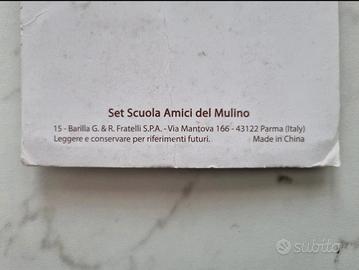 Set Scuola Amici del Mulino
15 - Barilla G. & R. Fratelli S.P.A. - Via Mantova 166 - 43122 Parma (Italy)
Leggere e conservare per riferimenti futuri. Made in China
subito